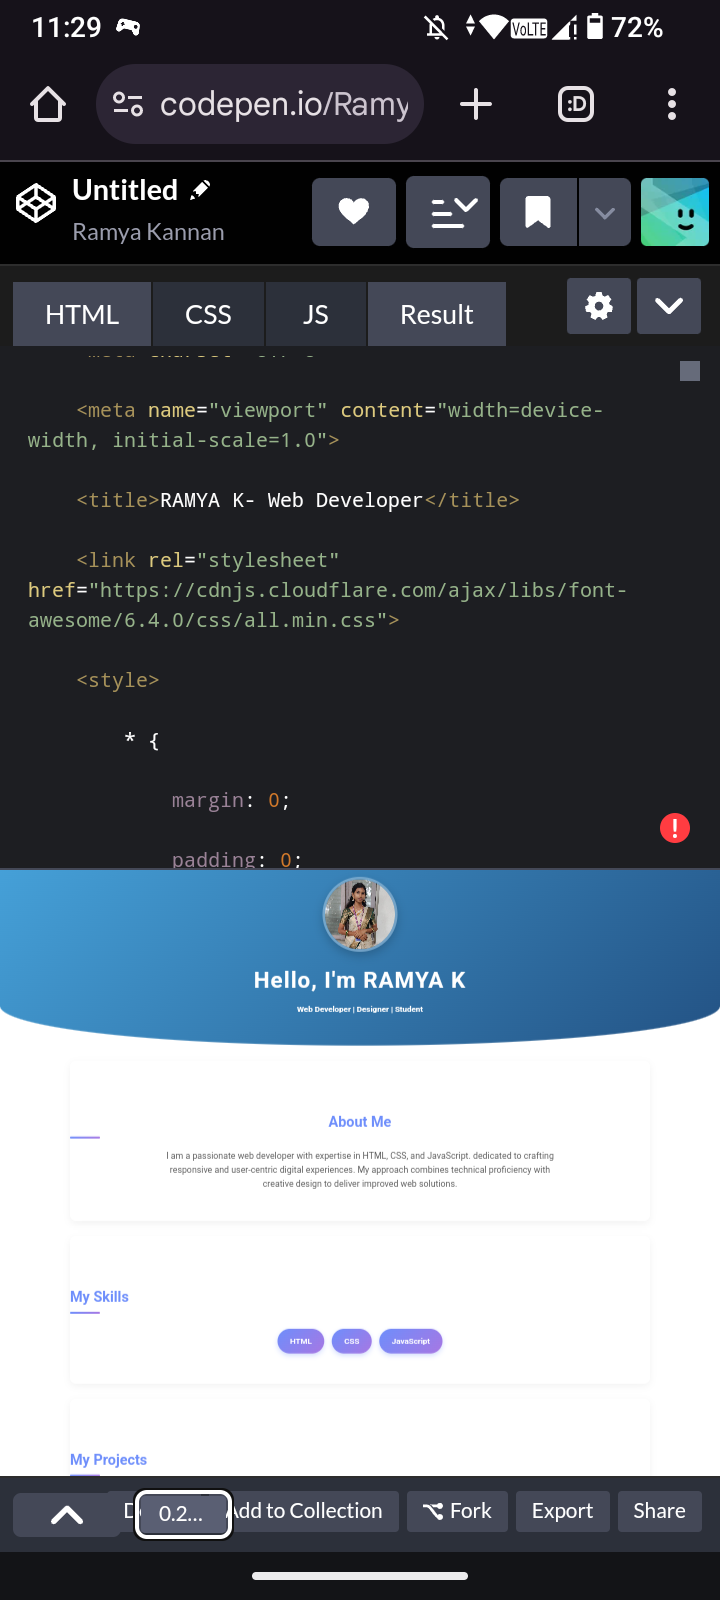 11:29
VoLTE
72%
codepen.io/Ramy
:D
Untitled
Ramya Kannan
HTML CSS JS Result
<meta name="viewport" content="width=device-
width, initial-scale=1.0">
<title>RAMYA K- Web Developer</title>
<link rel="stylesheet"
href="https://cdnjs.cloudflare.com/ajax/libs/font-
awesome/6.4.0/css/all.min.css">
<style>
* {
margin: 0;
padding: 0;
Hello, I'm RAMYA K
Web Developer | Designer | Student
About Me
I am a passionate web developer with expertise in HTML, CSS, and JavaScript. dedicated to crafting
responsive and user-centric digital experiences. My approach combines technical proficiency with
creative design to deliver improved web solutions.
My Skills
HTML CSS JavaScript
My Projects
0.2... Add to Collection Fork Export Share